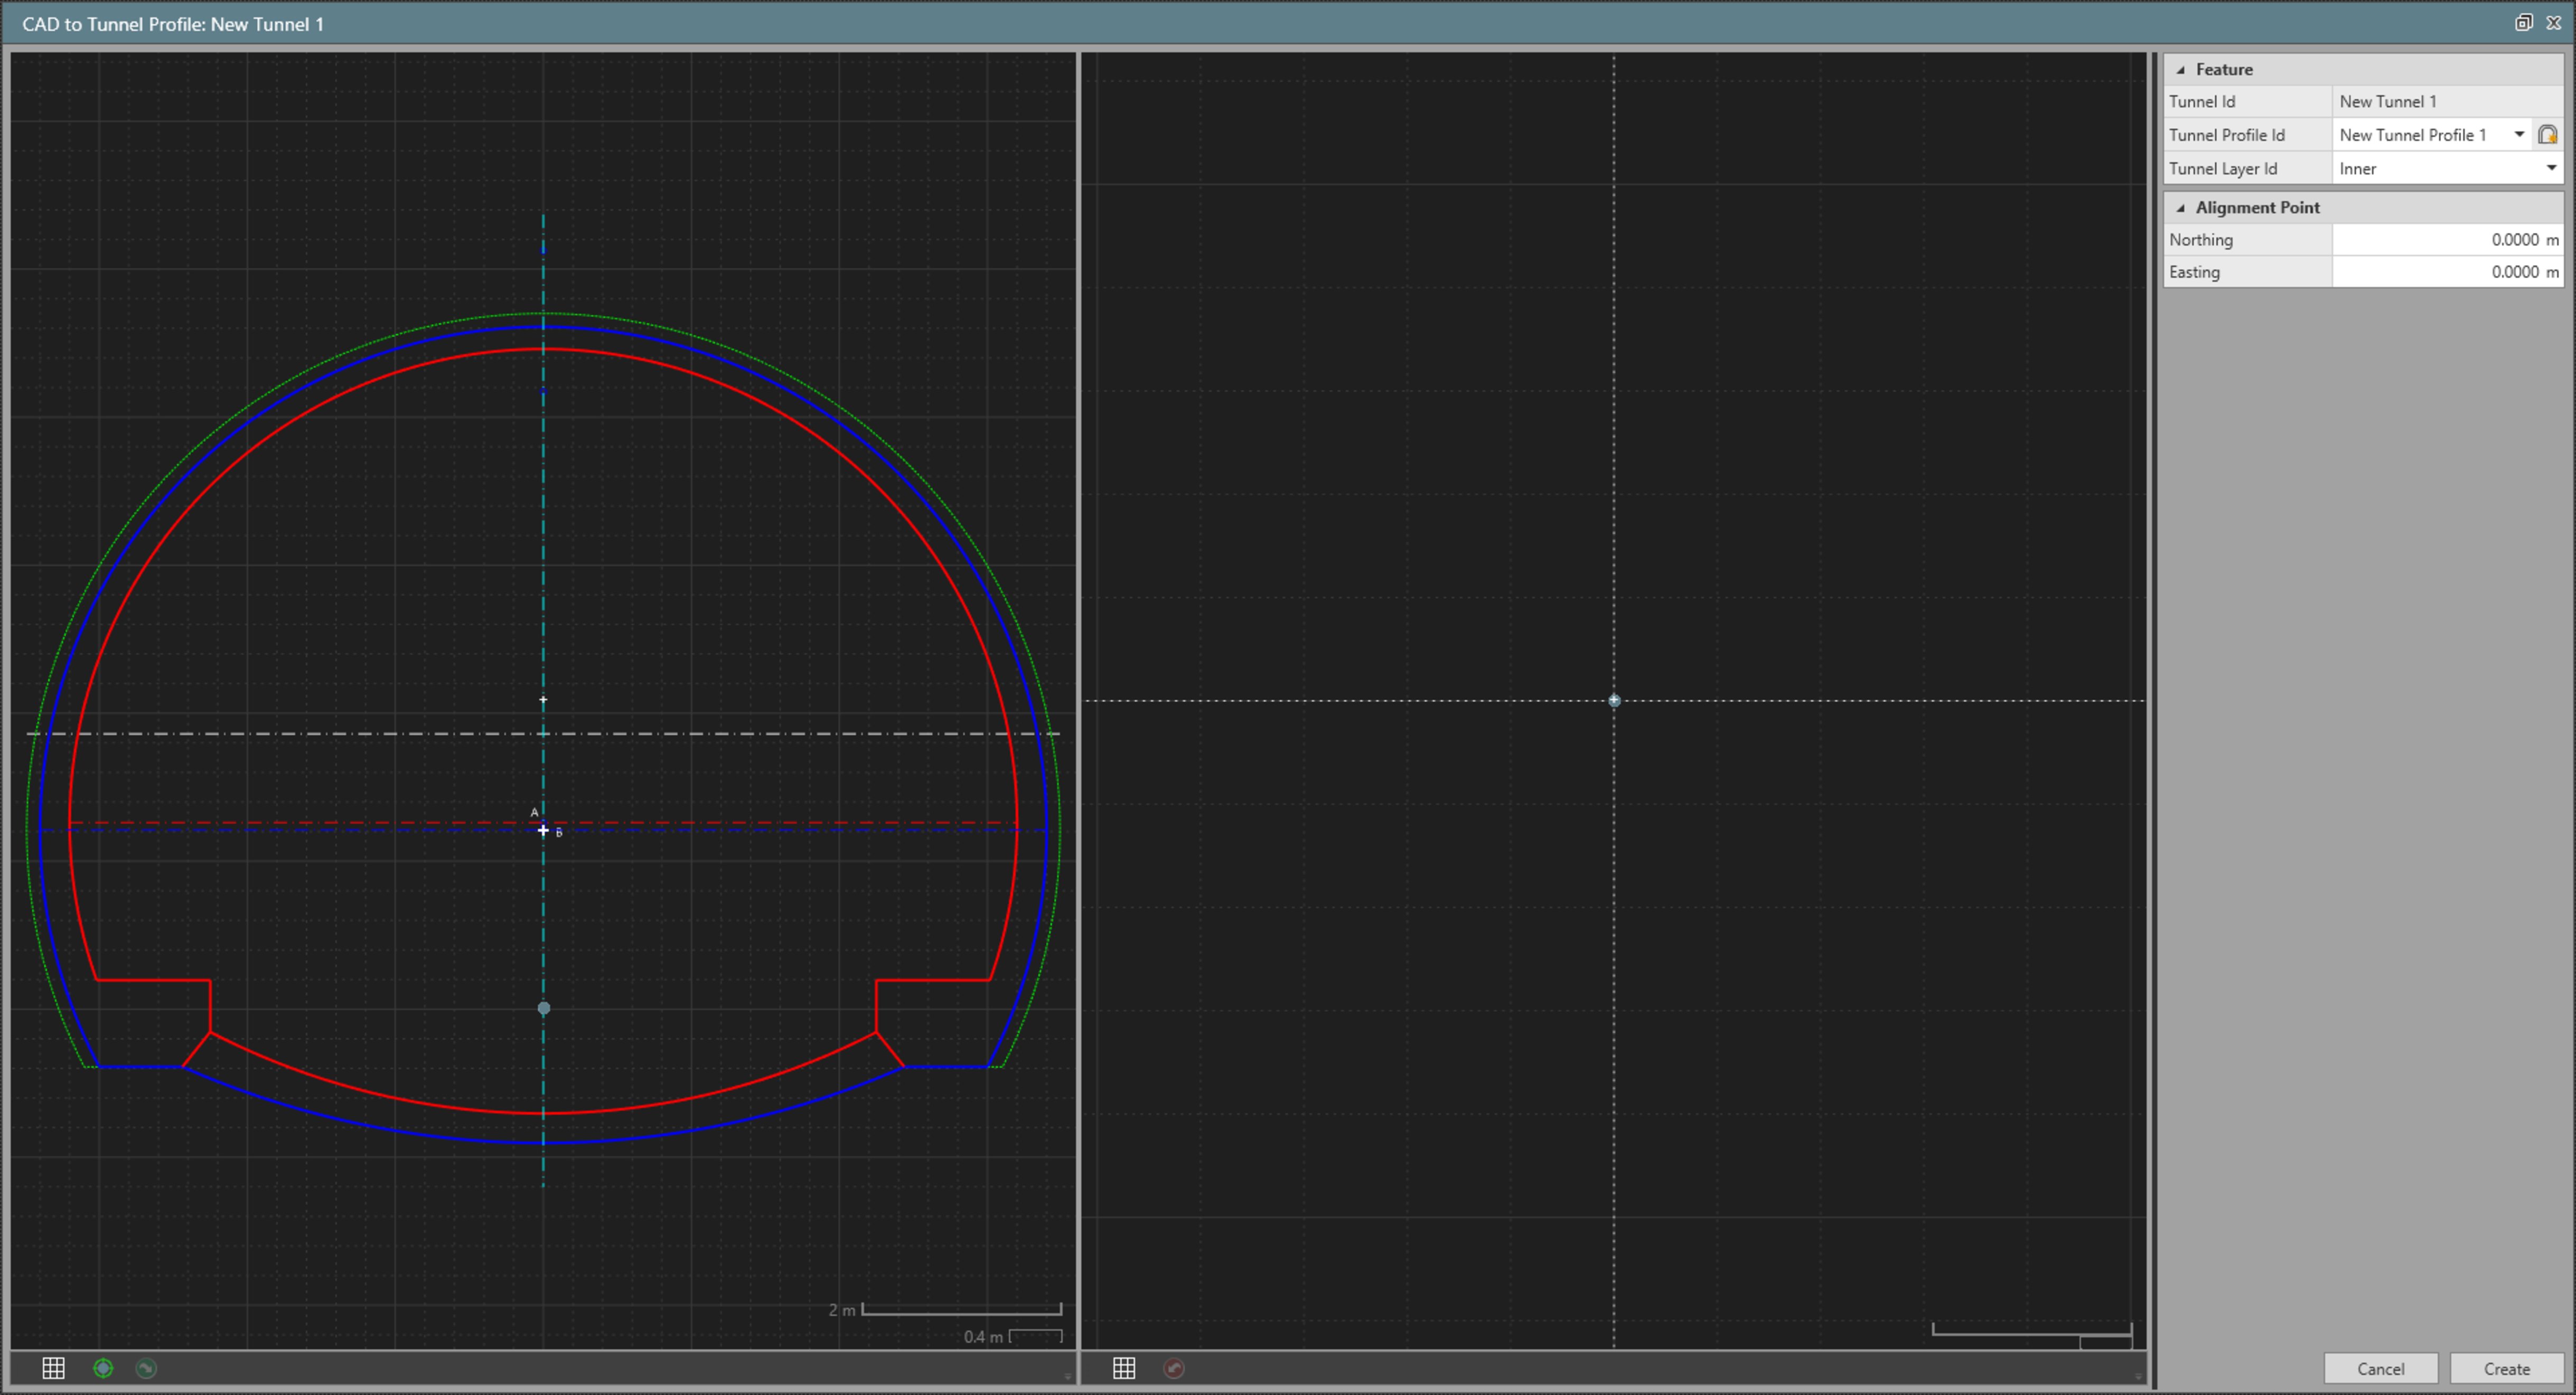 CAD to Tunnel Profile: New Tunnel 1
Feature
Tunnel Id New Tunnel 1
Tunnel Profile Id New Tunnel Profile 1
Tunnel Layer Id Inner
Alignment Point
Northing 0.0000 m
Easting 0.0000 m
A
B
2 m
0.4 m
Cancel Create